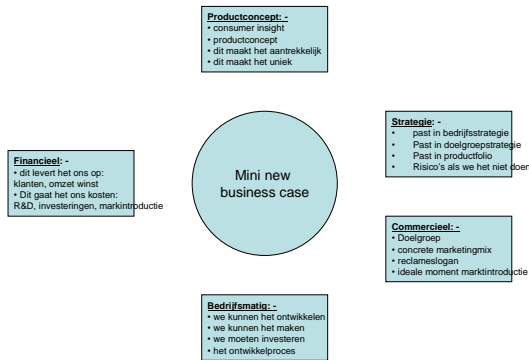 Productconcept: -
• consumer insight
• productconcept
• dit maakt het aantrekkelijk
• dit maakt het uniek
Strategie: -
• past in bedrijfsstrategie
• Past in doelgroepstrategie
• Past in productfolio
• Risico's als we het niet doen
Financieel: -
• dit levert het ons op:
klanten, omzet winst
• Dit gaat het ons kosten:
R&D, investeringen, markintroductie
Mini new
business case
Commercieel: -
• Doelgroep
• concrete marketingmix
• reclameslogan
• ideale moment marktintroductie
Bedrijfsmatig: -
• we kunnen het ontwikkelen
• we kunnen het maken
• we moeten investeren
• het ontwikkelproces